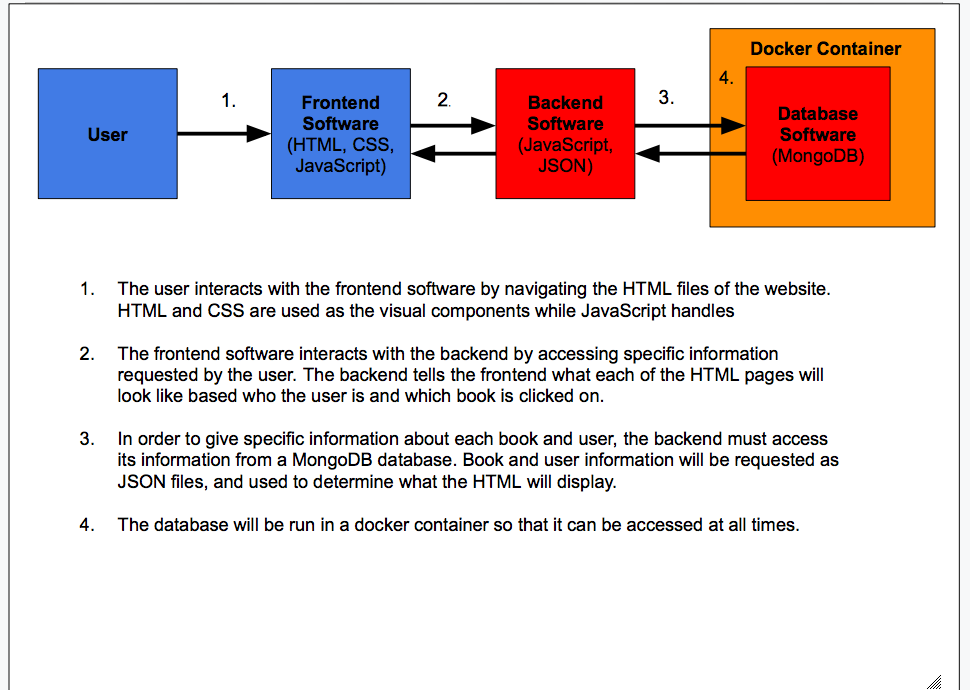 Docker Container
1.
2.
3.
4.
User
Frontend
Software
(HTML, CSS,
JavaScript)
Backend
Software
(JavaScript,
JSON)
Database
Software
(MongoDB)
1. The user interacts with the frontend software by navigating the HTML files of the website.
HTML and CSS are used as the visual components while JavaScript handles
2. The frontend software interacts with the backend by accessing specific information
requested by the user. The backend tells the frontend what each of the HTML pages will
look like based who the user is and which book is clicked on.
3. In order to give specific information about each book and user, the backend must access
its information from a MongoDB database. Book and user information will be requested as
JSON files, and used to determine what the HTML will display.
4. The database will be run in a docker container so that it can be accessed at all times.